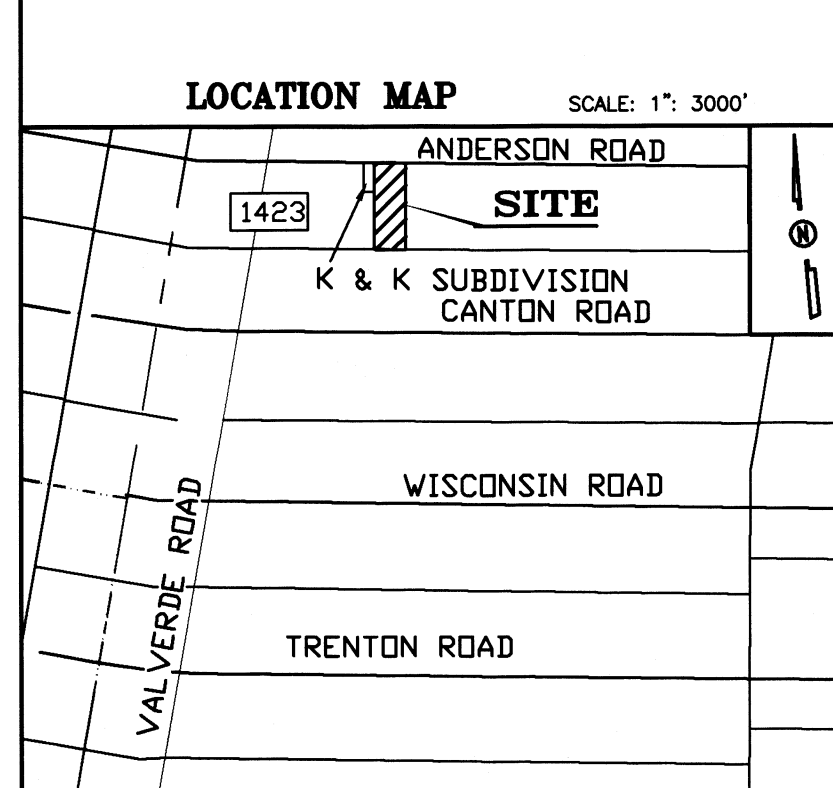 LOCATION MAP
SCALE: 1": 3000'
ANDERSON ROAD
1423
SITE
N
K & K SUBDIVISION
CANTON ROAD
WISCONSIN ROAD
VALVERDE ROAD
TRENTON ROAD